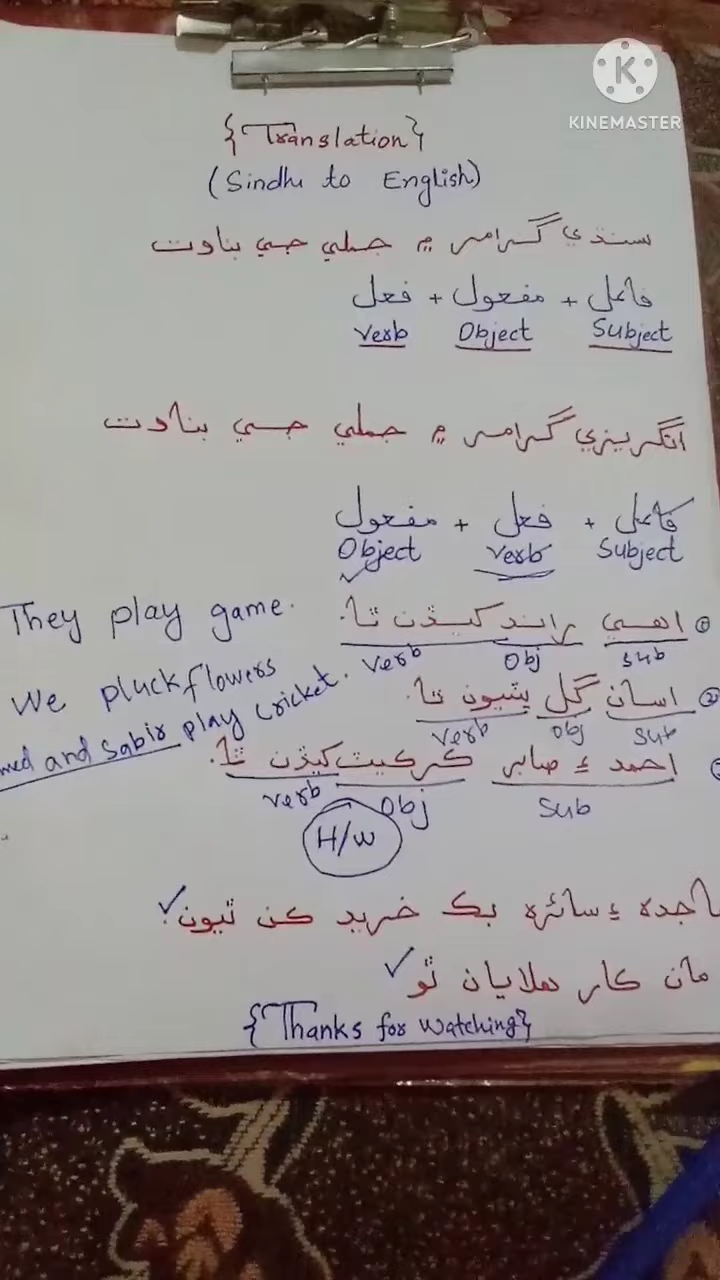 KINEMASTER
{Translation}
(Sindhi to English)
سنڌي گرامر ۾ جملي جي بناوت
فاعل + مفعول + فعل
Subject Object Verb
انگريزي گرامر ۾ جملي جي بناوت
فاعل + فعل + مفعول
Subject Verb Object
① اهي راند کيڏن ٿا. They play game.
Sub Obj Verb
② اسان گل پٽيون ٿا. We pluck flowers
Sub Obj Verb
احمد ۽ صابر ڪرڪيٽ کيڏن ٿا. and Sabir play cricket.
Sub Obj Verb
H/W
۽ سائره بڪ خريد ڪن ٿيون.
مان ڪار هلايان ٿو
{Thanks for watching}